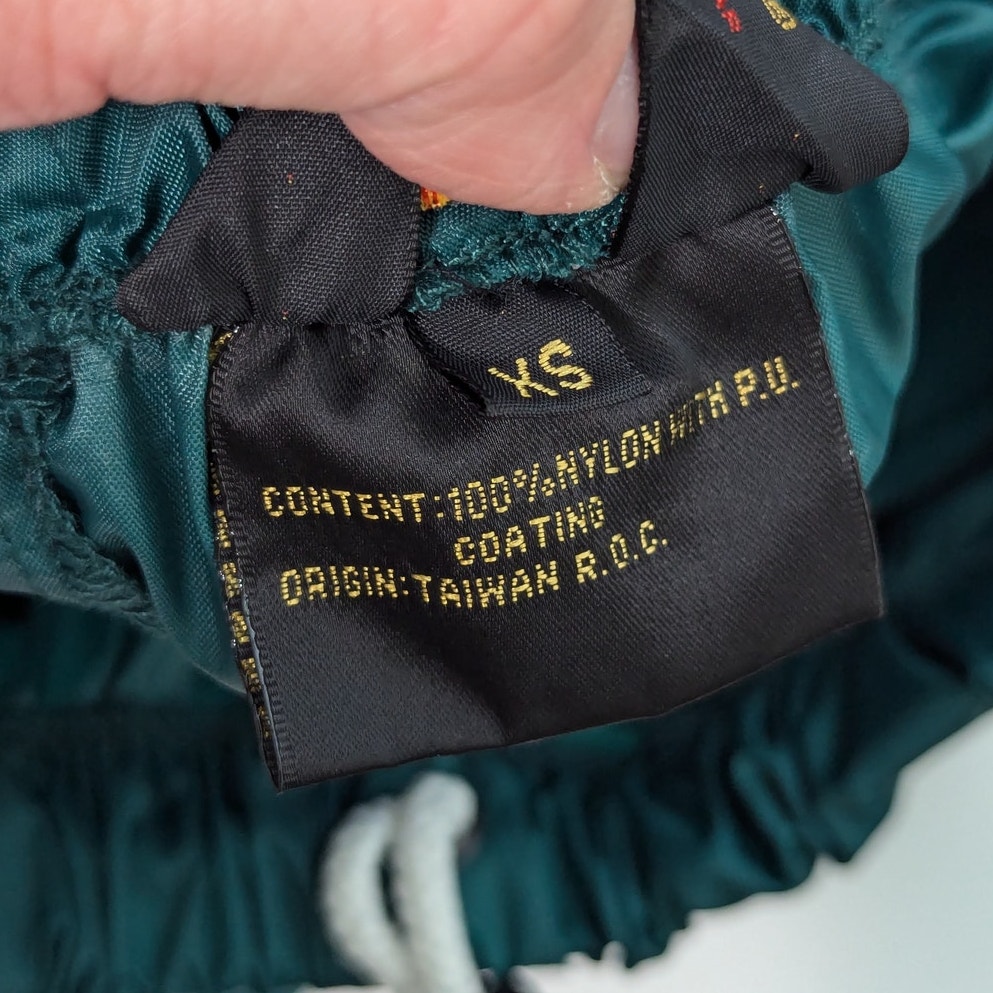 XS
CONTENT:100%NYLON WITH P.U.
COATING
ORIGIN:TAIWAN R.O.C.